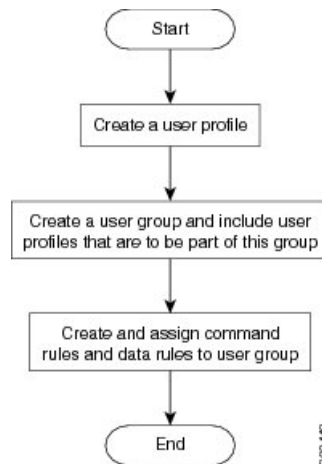 Start
Create a user profile
Create a user group and include user
profiles that are to be part of this group
Create and assign command
rules and data rules to user group
End